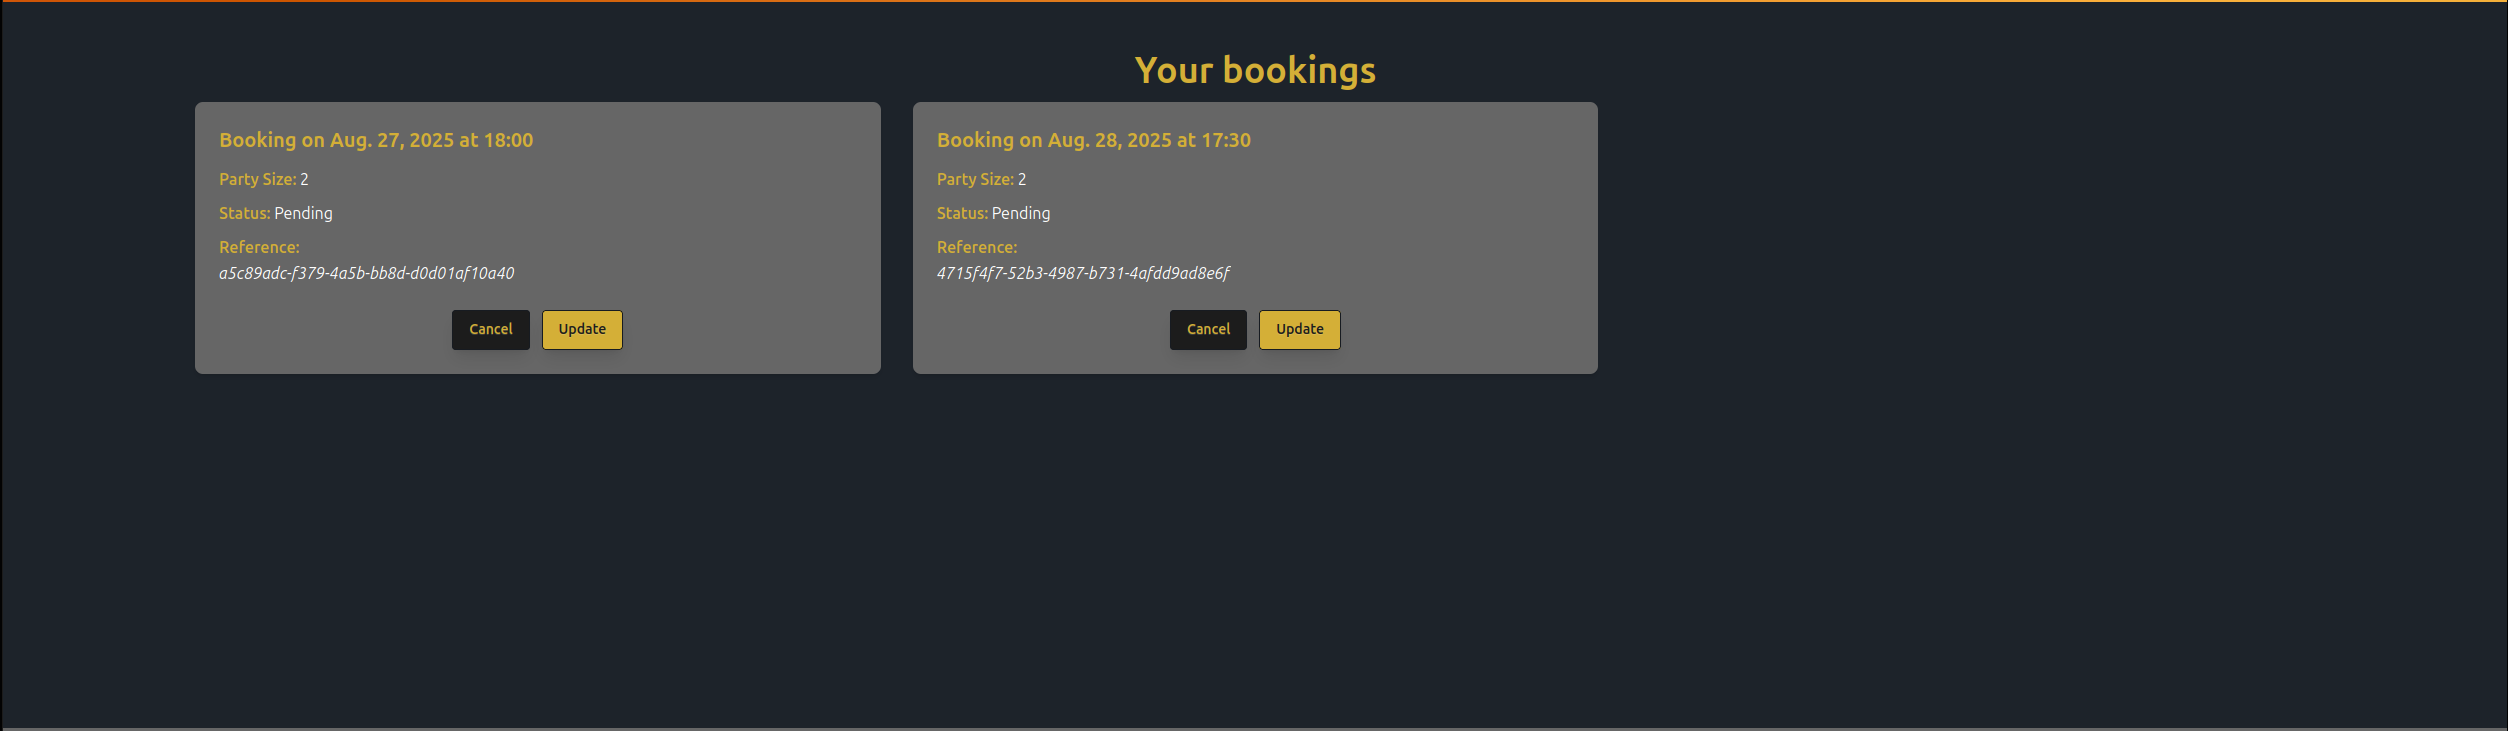 Your bookings
Booking on Aug. 27, 2025 at 18:00
Party Size: 2
Status: Pending
Reference:
a5c89adc-f379-4a5b-bb8d-d0d01af10a40
Cancel Update
Booking on Aug. 28, 2025 at 17:30
Party Size: 2
Status: Pending
Reference:
4715f4f7-52b3-4987-b731-4afdd9ad8e6f
Cancel Update